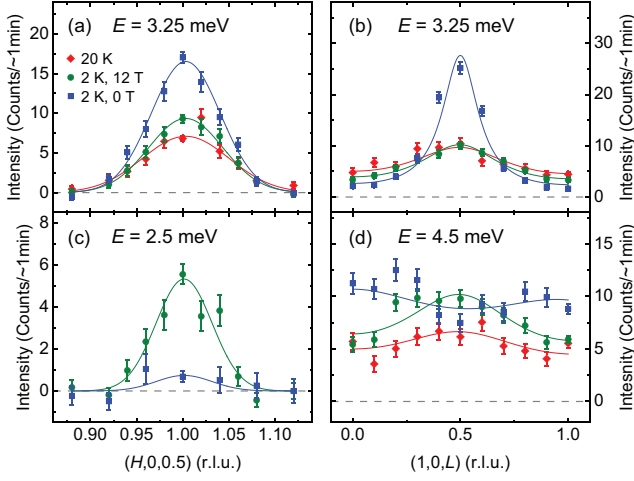 (a) E = 3.25 meV
20 K
2 K, 12 T
2 K, 0 T
Intensity (Counts/~1min)
20
15
10
5
0
(b) E = 3.25 meV
Intensity (Counts/~1min)
30
20
10
0
(c) E = 2.5 meV
Intensity (Counts/~1min)
8
6
4
2
0
0.90 0.95 1.00 1.05 1.10
(H,0,0.5) (r.l.u.)
(d) E = 4.5 meV
Intesnity (Counts/~1min)
15
10
5
0
0.0 0.5 1.0
(1,0,L) (r.l.u.)